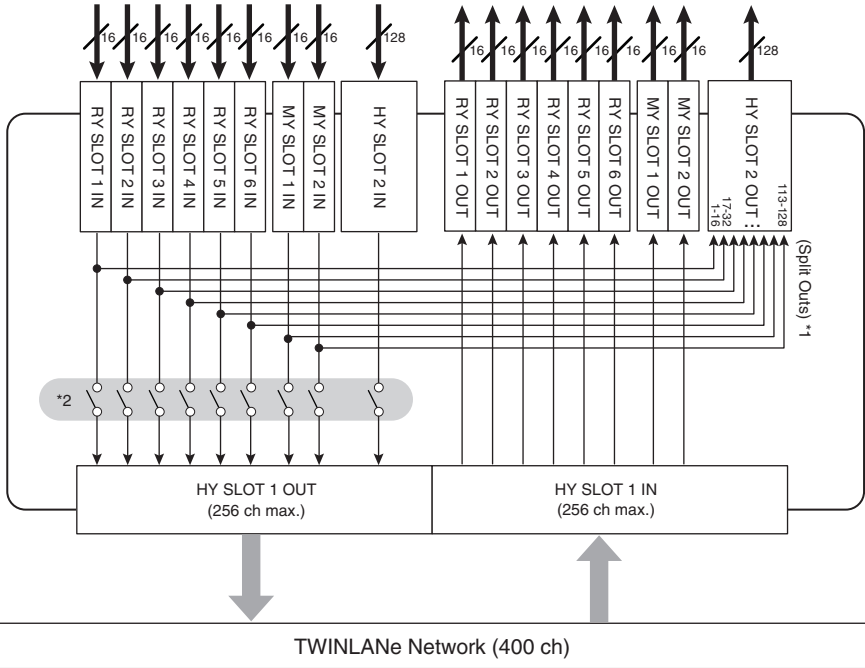 16 16 16 16 16 16 16 16 128 16 16 16 16 16 16 16 16 128
RY SLOT 1 IN
RY SLOT 2 IN
RY SLOT 3 IN
RY SLOT 4 IN
RY SLOT 5 IN
RY SLOT 6 IN
MY SLOT 1 IN
MY SLOT 2 IN
HY SLOT 2 IN
RY SLOT 1 OUT
RY SLOT 2 OUT
RY SLOT 3 OUT
RY SLOT 4 OUT
RY SLOT 5 OUT
RY SLOT 6 OUT
MY SLOT 1 OUT
MY SLOT 2 OUT
HY SLOT 2 OUT
1-16
17-32
...
113-128
(Split Outs) *1
*2
HY SLOT 1 OUT
(256 ch max.)
HY SLOT 1 IN
(256 ch max.)
TWINLANe Network (400 ch)